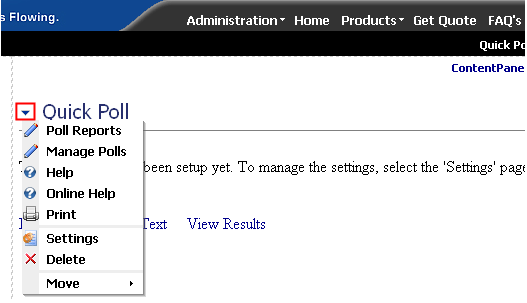 s Flowing.
Administration Home Products Get Quote FAQ's
Quick Po
ContentPane
Quick Poll
Poll Reports
Manage Polls
been setup yet. To manage the settings, select the 'Settings' page
Help
Online Help
Print
Text View Results
Settings
Delete
Move